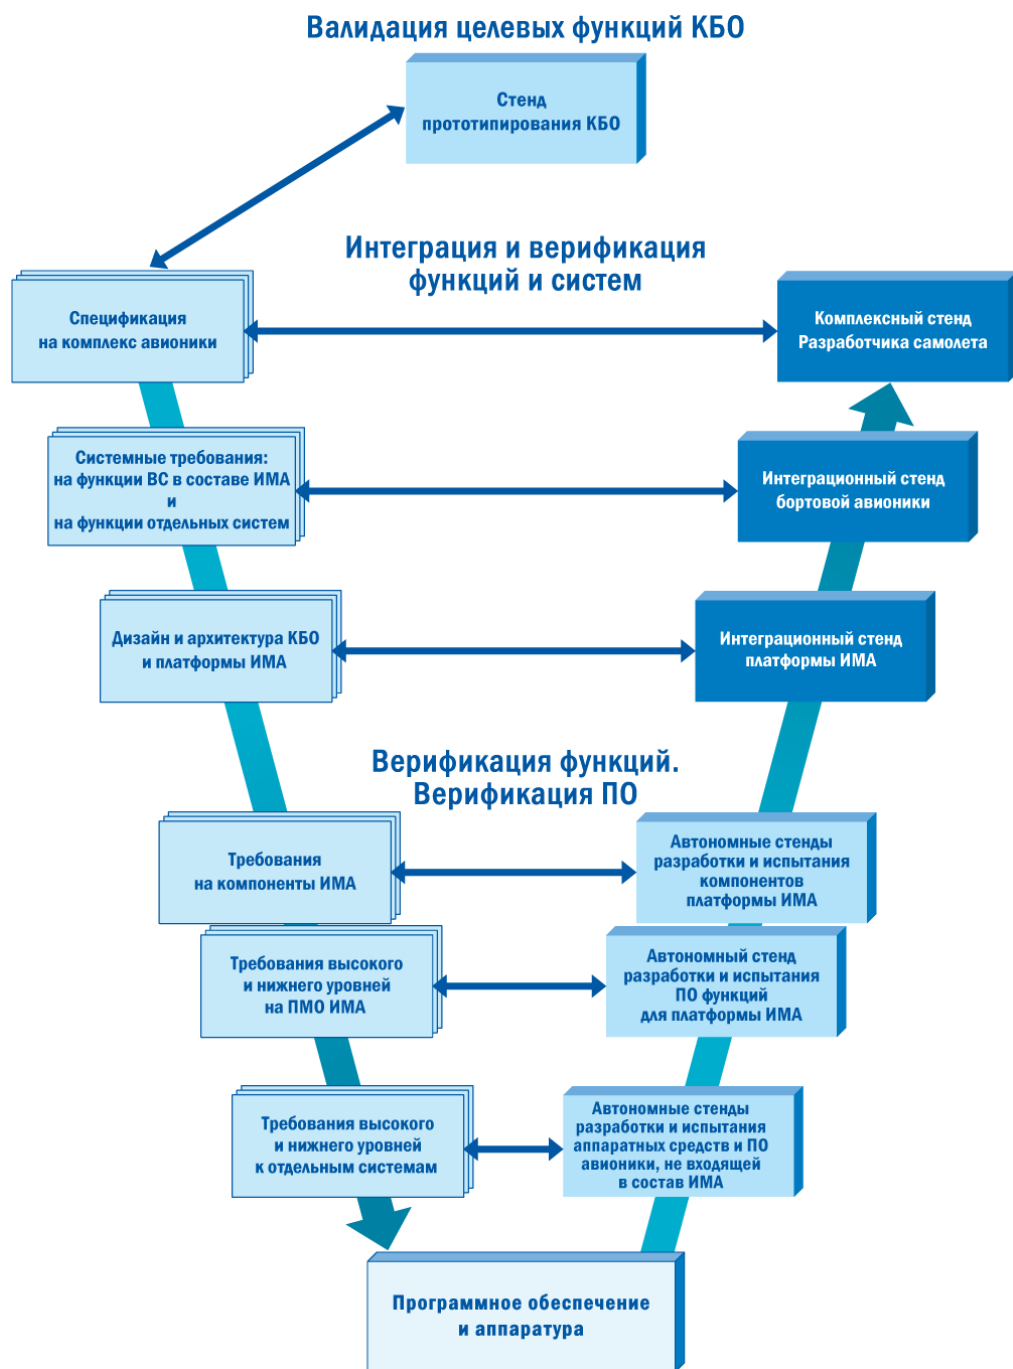 Валидация целевых функций КБО
Стенд
прототипирования КБО
Интеграция и верификация
функций и систем
Спецификация
на комплекс авионики
Комплексный стенд
Разработчика самолета
Системные требования:
на функции ВС в составе ИМА
и
на функции отдельных систем
Интеграционный стенд
бортовой авионики
Дизайн и архитектура КБО
и платформы ИМА
Интеграционный стенд
платформы ИМА
Верификация функций.
Верификация ПО
Требования
на компоненты ИМА
Автономные стенды
разработки и испытания
компонентов
платформы ИМА
Требования высокого
и нижнего уровней
на ПМО ИМА
Автономный стенд
разработки и испытания
ПО функций
для платформы ИМА
Требования высокого
и нижнего уровней
к отдельным системам
Автономные стенды
разработки и испытания
аппаратных средств и ПО
авионики, не входящей
в состав ИМА
Программное обеспечение
и аппаратура